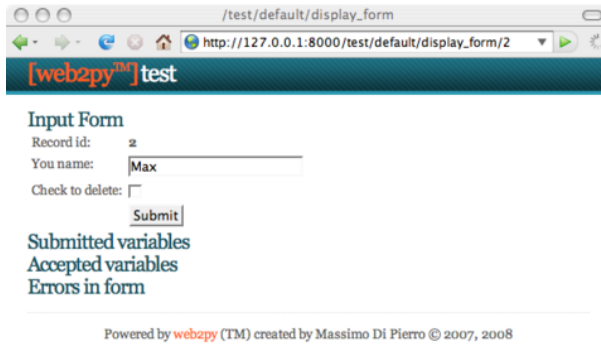 /test/default/display_form
http://127.0.0.1:8000/test/default/display_form/2
[web2py™] test
Input Form
Record id: 2
You name: Max
Check to delete:
Submit
Submitted variables
Accepted variables
Errors in form
Powered by web2py (TM) created by Massimo Di Pierro © 2007, 2008